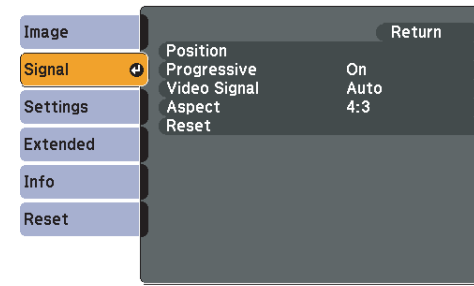 Image
Signal
Settings
Extended
Info
Reset
Return
Position
Progressive On
Video Signal Auto
Aspect 4:3
Reset